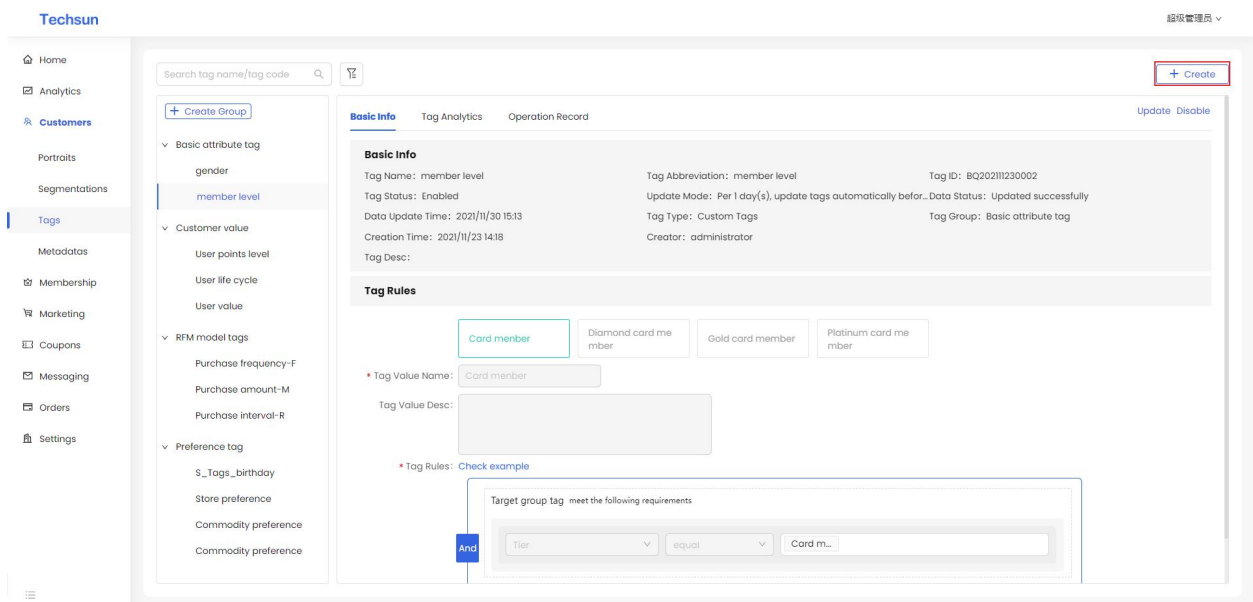 Techsun
超级管理员
Home
Analytics
Customers
Portraits
Segmentations
Tags
Metadatas
Membership
Marketing
Coupons
Messaging
Orders
Settings
Search tag name/tag code
+ Create
+ Create Group
Basic attribute tag
gender
member level
Customer value
User points level
User life cycle
User value
RFM model tags
Purchase frequency-F
Purchase amount-M
Purchase interval-R
Preference tag
S_Tags_birthday
Store preference
Commodity preference
Commodity preference
Basic Info Tag Analytics Operation Record
Update Disable
Basic Info
Tag Name: member level Tag Abbreviation: member level Tag ID: BQ202111230002
Tag Status: Enabled Update Mode: Per 1 day(s), update tags automatically befor... Data Status: Updated successfully
Data Update Time: 2021/11/30 15:13 Tag Type: Custom Tags Tag Group: Basic attribute tag
Creation Time: 2021/11/23 14:18 Creator: administrator
Tag Desc:
Tag Rules
Card menber
Diamond card me
mber
Gold card member
Platinum card me
mber
* Tag Value Name: Card menber
Tag Value Desc:
* Tag Rules: Check example
Target group tag meet the following requirements
And
Tier equal Card m...